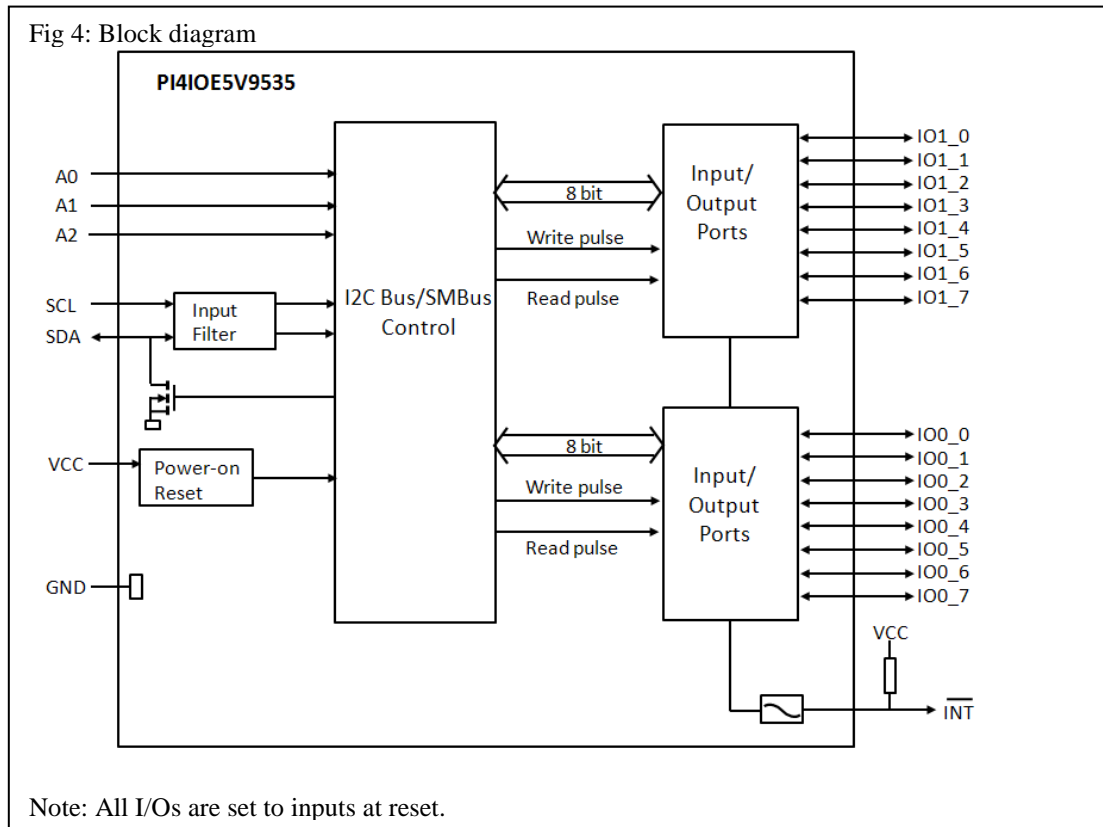 Fig 4: Block diagram
PI4IOE5V9535
A0
A1
A2
SCL
SDA
Input
Filter
VCC
Power-on
Reset
GND
I2C Bus/SMBus
Control
8 bit
Write pulse
Read pulse
Input/
Output
Ports
IO1_0
IO1_1
IO1_2
IO1_3
IO1_4
IO1_5
IO1_6
IO1_7
8 bit
Write pulse
Read pulse
Input/
Output
Ports
IO0_0
IO0_1
IO0_2
IO0_3
IO0_4
IO0_5
IO0_6
IO0_7
VCC
INT
Note: All I/Os are set to inputs at reset.